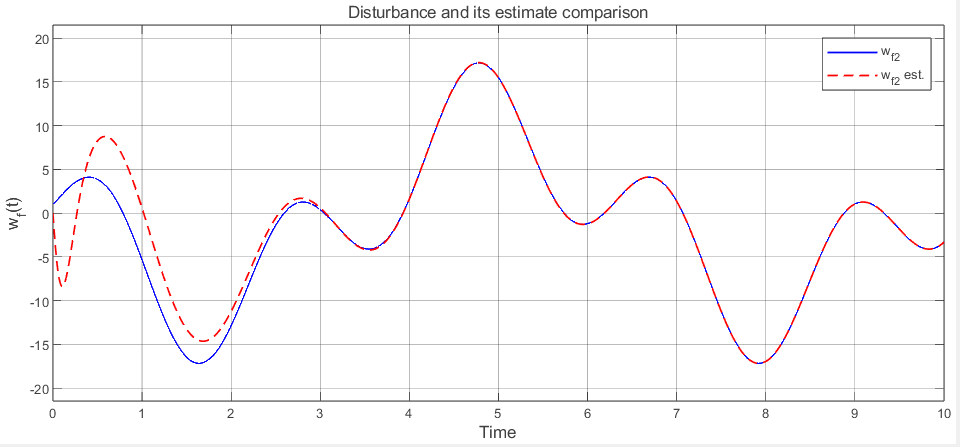 Disturbance and its estimate comparison
w_f2
w_f2 est.
w_f(t)
20
15
10
5
0
-5
-10
-15
-20
0 1 2 3 4 5 6 7 8 9 10
Time